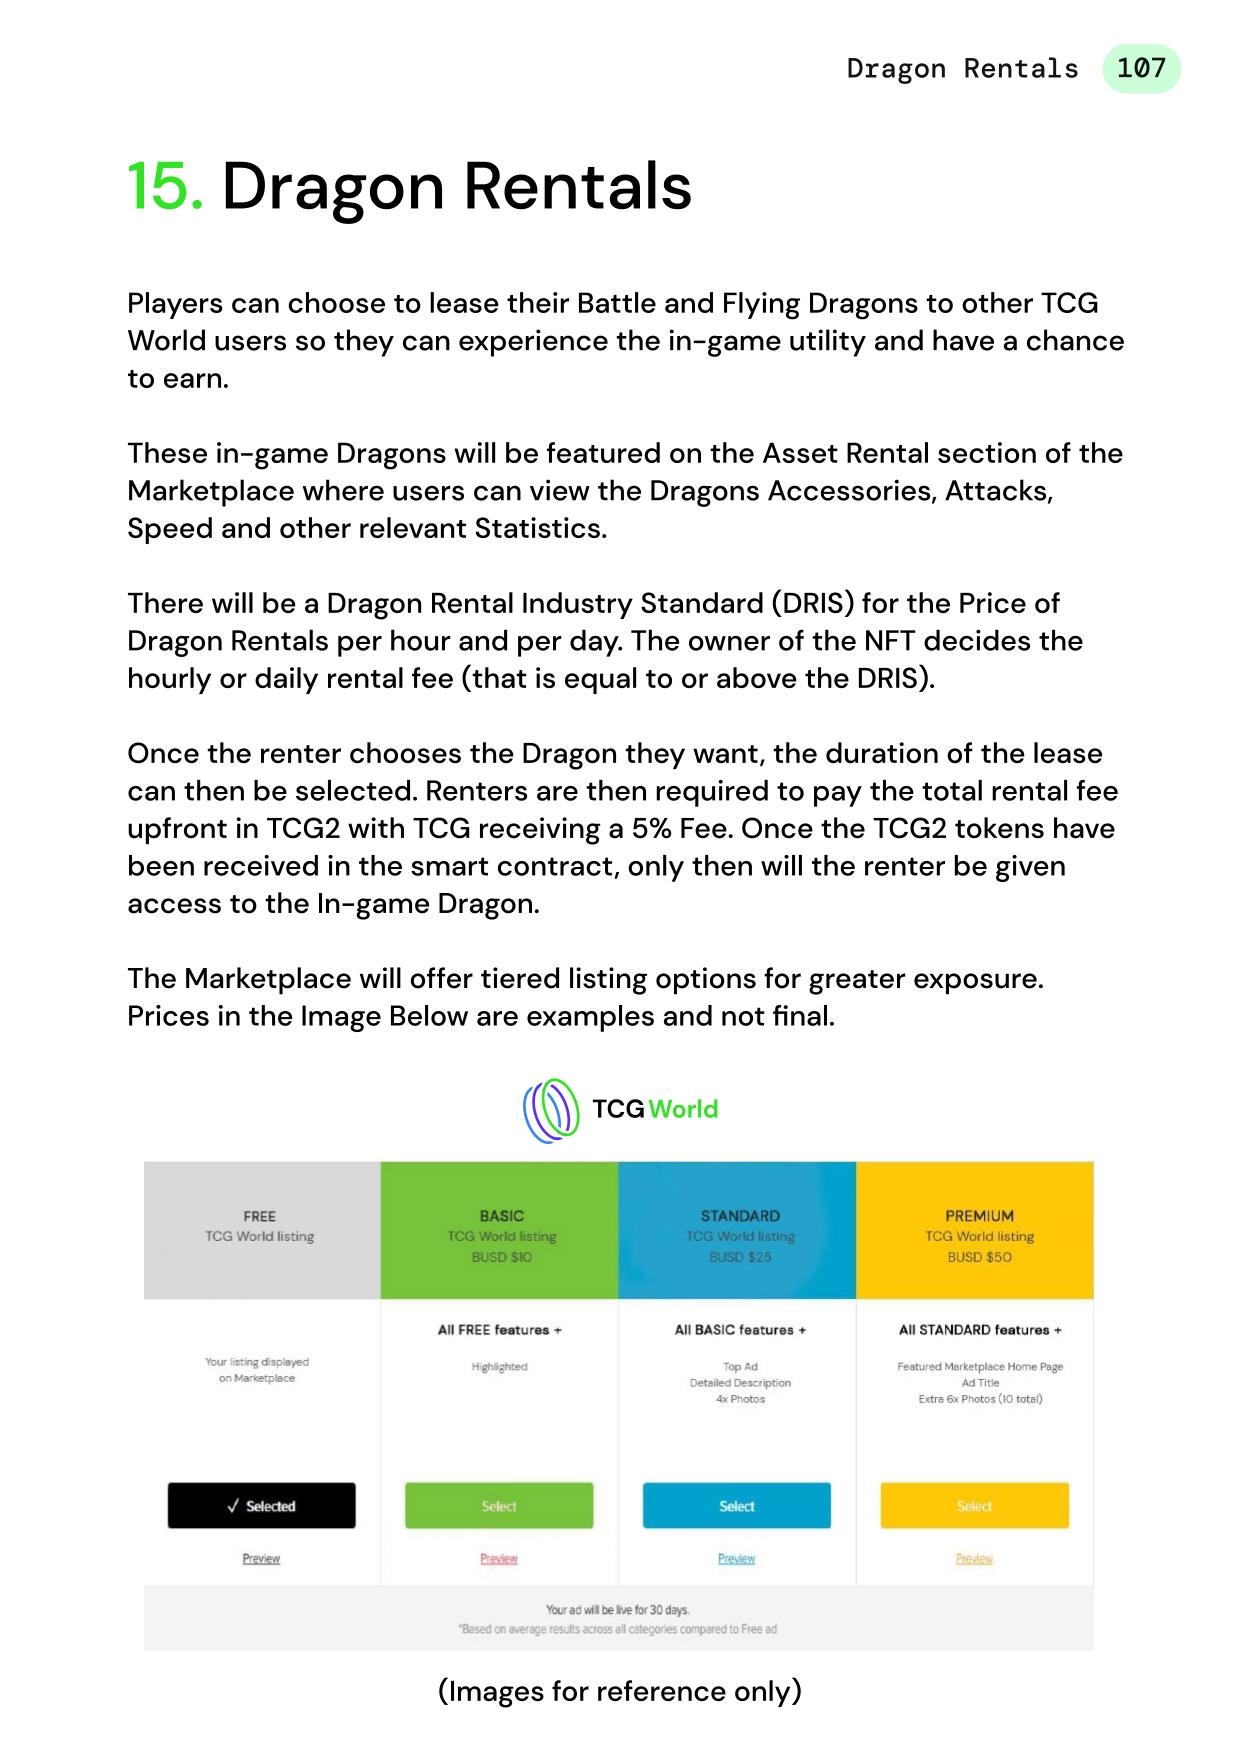 Dragon Rentals 107
15. Dragon Rentals
Players can choose to lease their Battle and Flying Dragons to other TCG
World users so they can experience the in-game utility and have a chance
to earn.
These in-game Dragons will be featured on the Asset Rental section of the
Marketplace where users can view the Dragons Accessories, Attacks,
Speed and other relevant Statistics.
There will be a Dragon Rental Industry Standard (DRIS) for the Price of
Dragon Rentals per hour and per day. The owner of the NFT decides the
hourly or daily rental fee (that is equal to or above the DRIS).
Once the renter chooses the Dragon they want, the duration of the lease
can then be selected. Renters are then required to pay the total rental fee
upfront in TCG2 with TCG receiving a 5% Fee. Once the TCG2 tokens have
been received in the smart contract, only then will the renter be given
access to the In-game Dragon.
The Marketplace will offer tiered listing options for greater exposure.
Prices in the Image Below are examples and not final.
TCG World
FREE
TCG World listing
Your listing displayed
on Marketplace
✓ Selected
Preview
BASIC
TCG World listing
BUSD $10
All FREE features +
Highlighted
Select
Preview
STANDARD
TCG World listing
BUSD $25
All BASIC features +
Top Ad
Detailed Description
4x Photos
Select
Preview
PREMIUM
TCG World listing
BUSD $50
All STANDARD features +
Featured Marketplace Home Page
Ad Title
Extra 6x Photos (10 total)
Select
Preview
Your ad will be live for 30 days.
*Based on average results across all categories compared to Free ad
(Images for reference only)